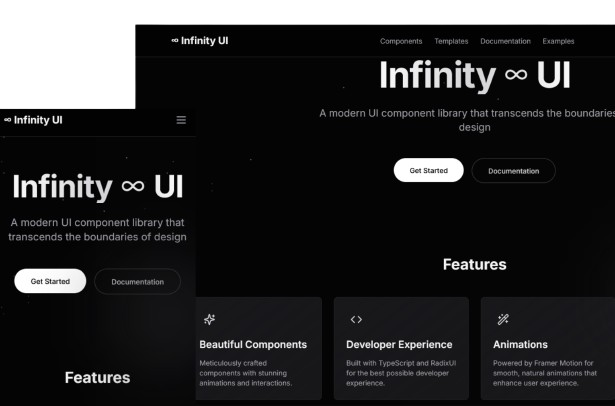 ∞ Infinity UI
Components Templates Documentation Examples
Infinity ∞ UI
A modern UI component library that transcends the boundaries
design
Get Started
Documentation
Features
Beautiful Components
Meticulously crafted
components with stunning
animations and interactions.
Developer Experience
Built with TypeScript and RadixUI
for the best possible developer
experience.
Animations
Powered by Framer Motion for
smooth, natural animations that
enhance user experience.
∞ Infinity UI
Infinity ∞ UI
A modern UI component library that
transcends the boundaries of design
Get Started
Documentation
Features